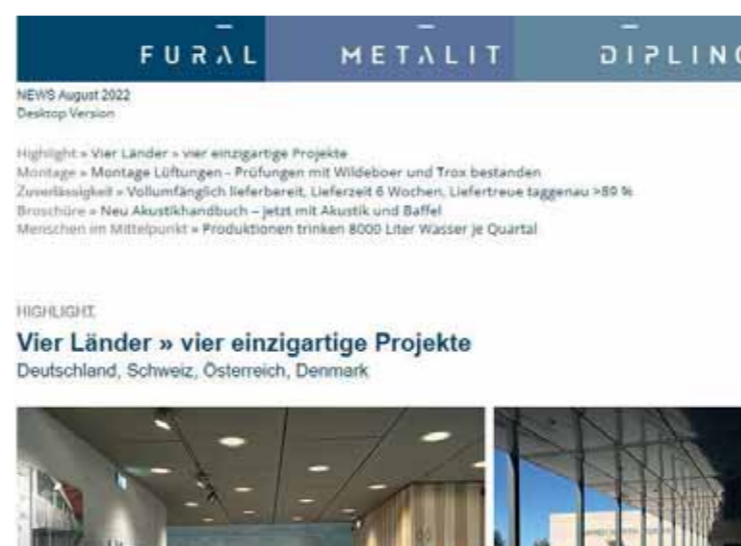 FURAL METALIT DIPLING
NEWS August 2022
Desktop Version
Highlight » Vier Länder » vier einzigartige Projekte
Montage » Montage Lüftungen - Prüfungen mit Wildeboer und Trox bestanden
Zuverlässigkeit » Vollumfänglich lieferbereit, Lieferzeit 6 Wochen, Liefertreue taggenau >89 %
Broschüre » Neu Akustikhandbuch – jetzt mit Akustik und Baffel
Menschen im Mittelpunkt » Produktionen trinken 8000 Liter Wasser je Quartal
HIGHLIGHT.
Vier Länder » vier einzigartige Projekte
Deutschland, Schweiz, Österreich, Denmark